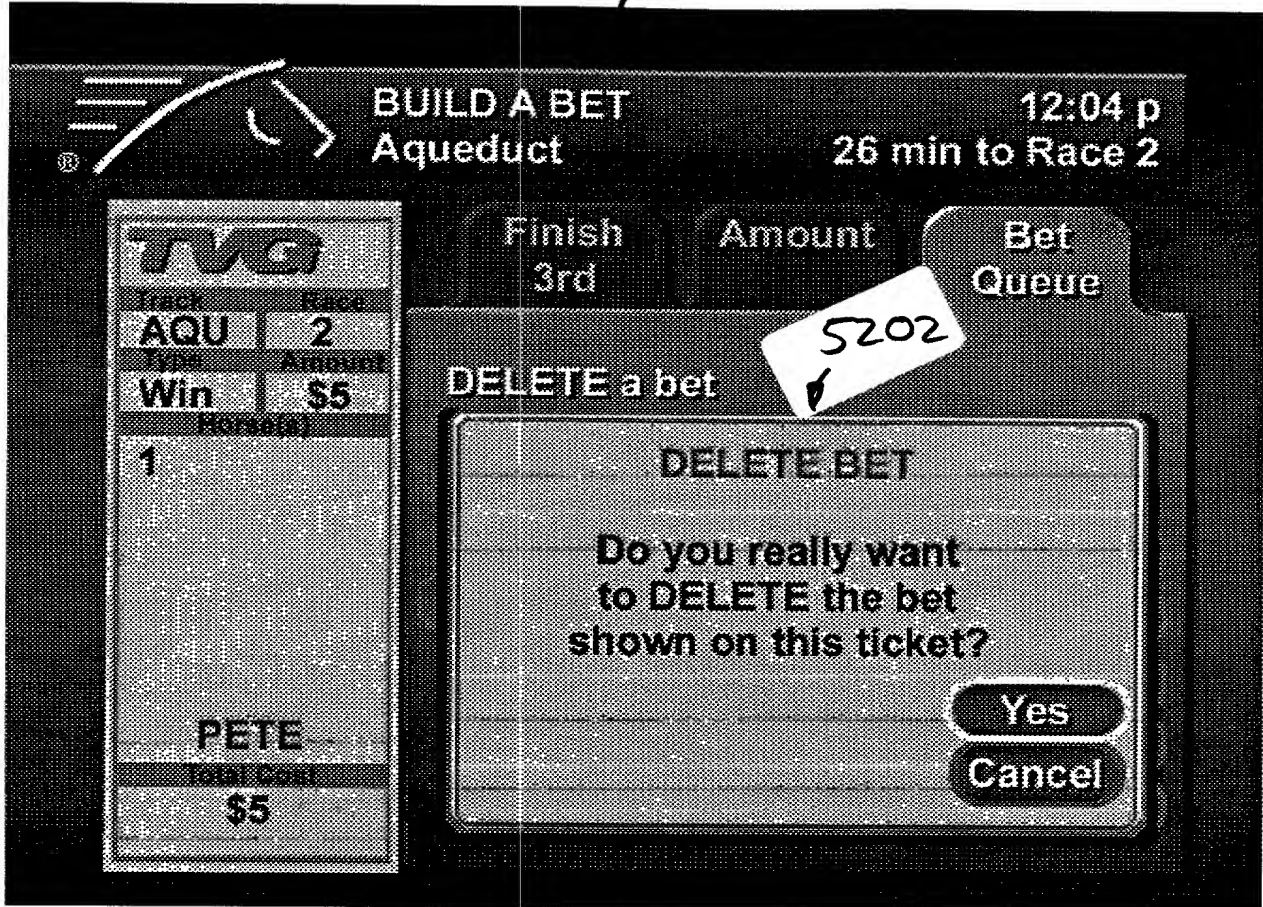 BUILD A BET
Aqueduct
12:04 p
26 min to Race 2
®
TVG
Track Race
AQU 2
Type Amount
Win $5
Horse(s)
1
PETE
Total Cost
$5
Finish
3rd
Amount
Bet
Queue
5202
DELETE a bet
DELETE BET
Do you really want
to DELETE the bet
shown on this ticket?
Yes
Cancel